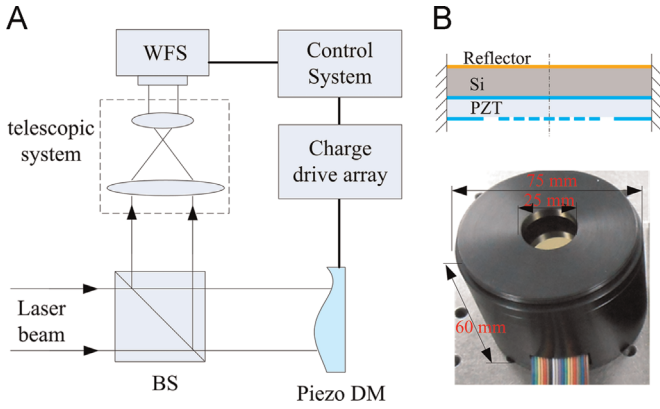 A
WFS
Control
System
telescopic
system
Charge
drive array
Laser
beam
BS
Piezo DM
B
Reflector
Si
PZT
75 mm
25 mm
60 mm